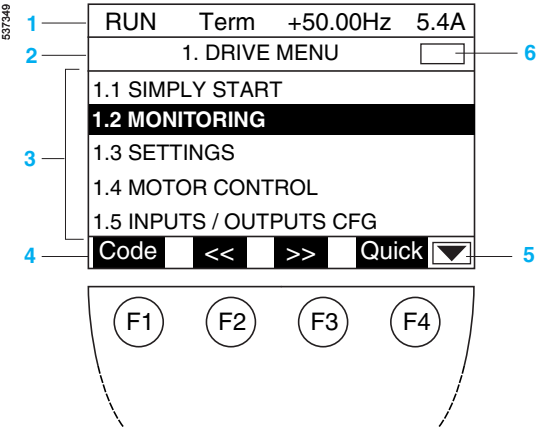 537349
1 RUN Term +50.00Hz 5.4A
2 1. DRIVE MENU 6
1.1 SIMPLY START
1.2 MONITORING
3 1.3 SETTINGS
1.4 MOTOR CONTROL
1.5 INPUTS / OUTPUTS CFG
4 Code << >> Quick 5
F1 F2 F3 F4